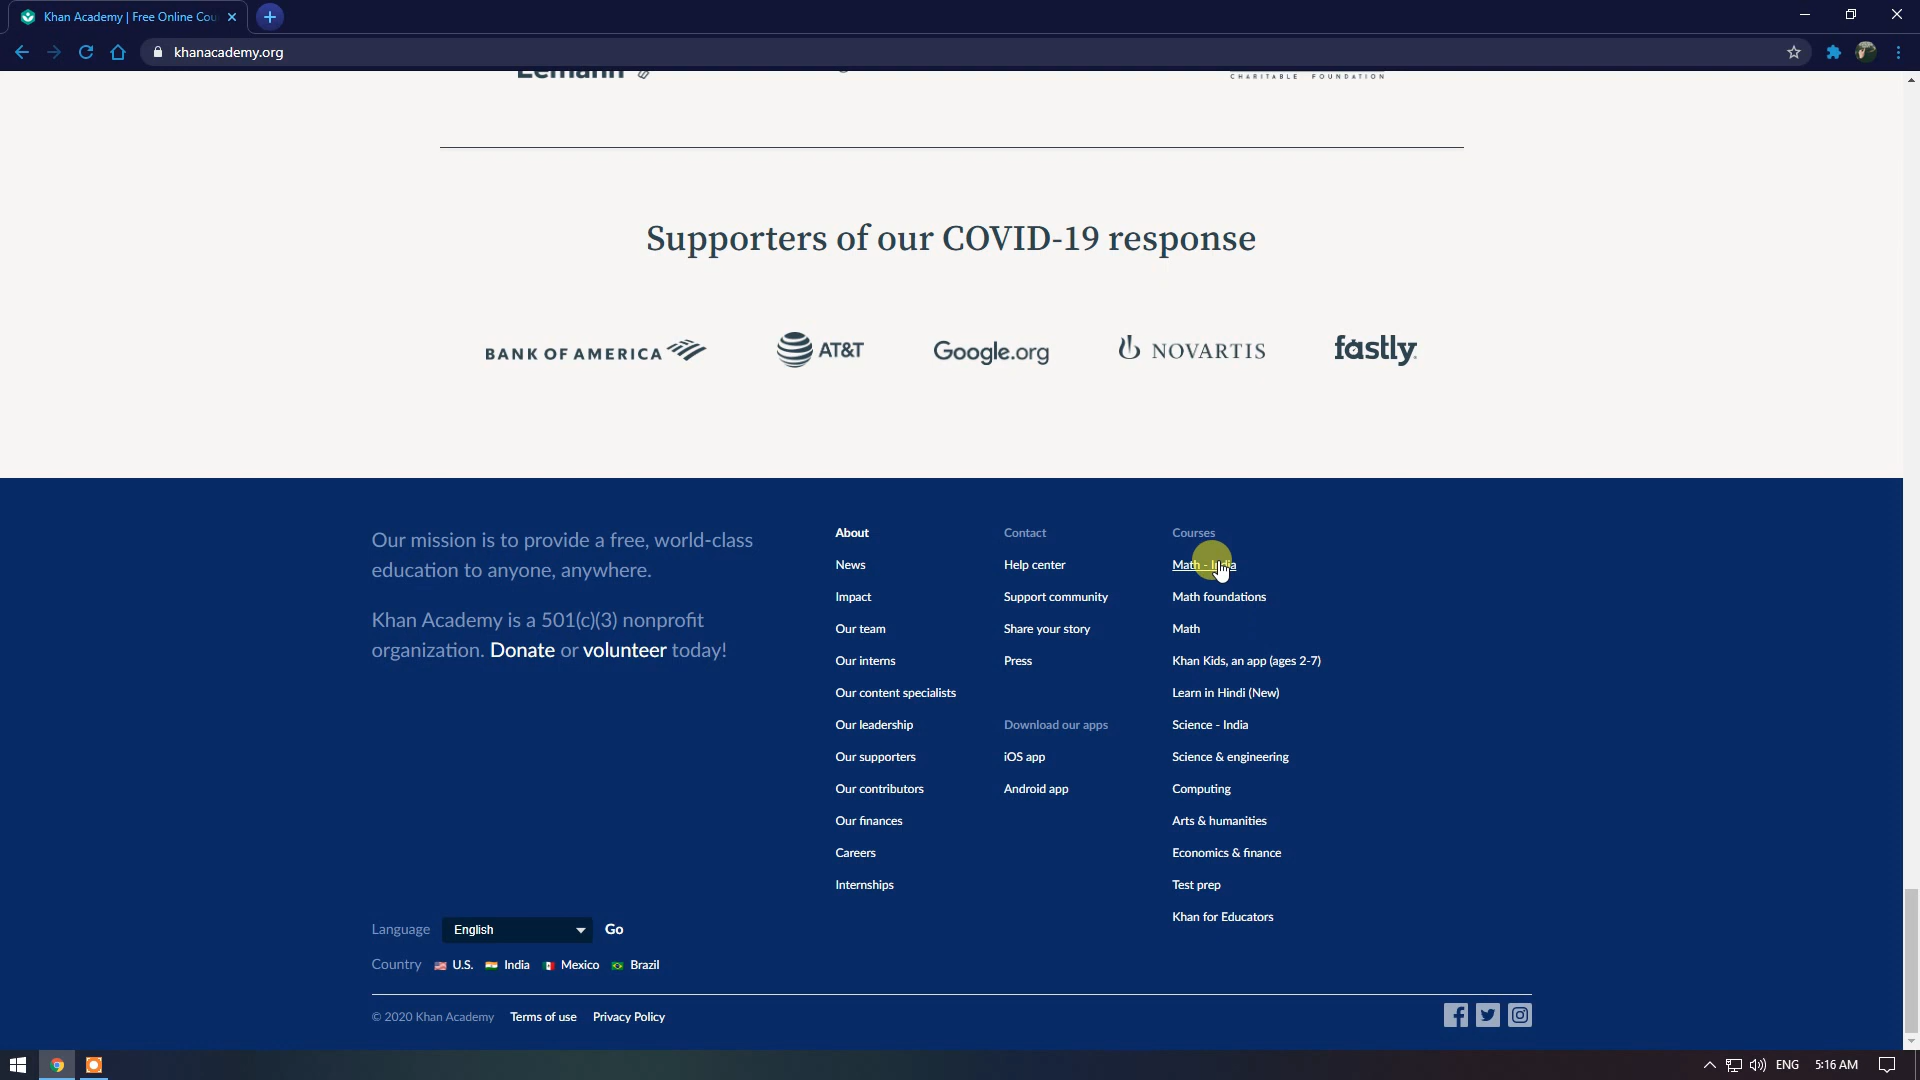 Khan Academy | Free Online Cou
khanacademy.org
CHARITABLE FOUNDATION
Supporters of our COVID-19 response
BANK OF AMERICA
AT&T
Google.org
NOVARTIS
fastly
Our mission is to provide a free, world-class
education to anyone, anywhere.
Khan Academy is a 501(c)(3) nonprofit
organization. Donate or volunteer today!
About
News
Impact
Our team
Our interns
Our content specialists
Our leadership
Our supporters
Our contributors
Our finances
Careers
Internships
Contact
Help center
Support community
Share your story
Press
Download our apps
iOS app
Android app
Courses
Math - India
Math foundations
Math
Khan Kids, an app (ages 2-7)
Learn in Hindi (New)
Science - India
Science & engineering
Computing
Arts & humanities
Economics & finance
Test prep
Khan for Educators
Language English Go
Country U.S. India Mexico Brazil
© 2020 Khan Academy Terms of use Privacy Policy
ENG 5:16 AM